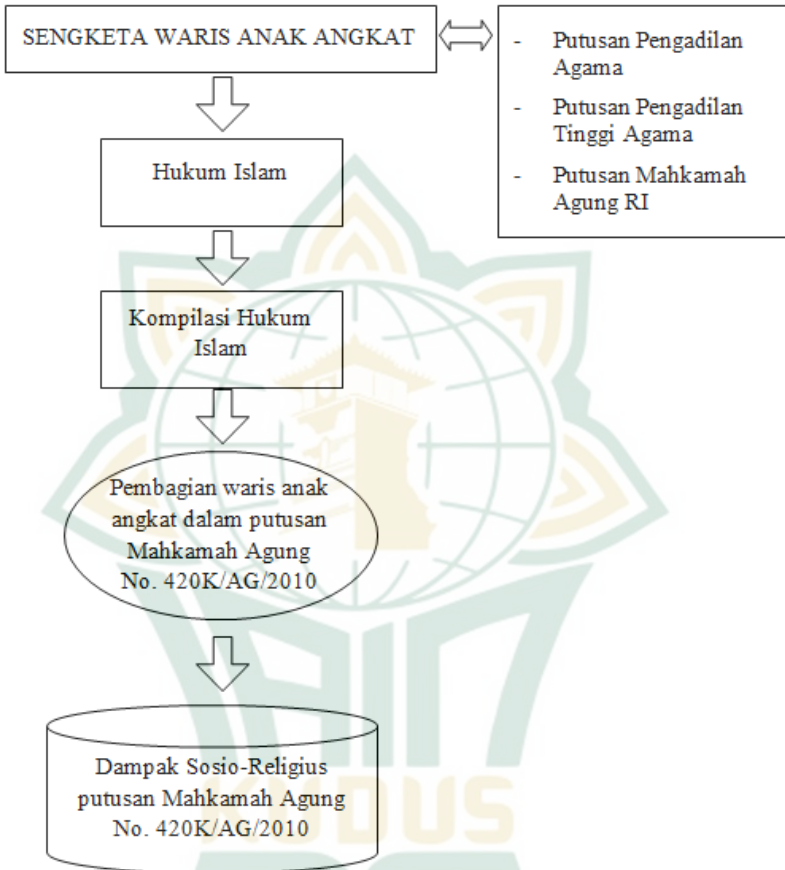 SENGKETA WARIS ANAK ANGKAT
- Putusan Pengadilan
Agama
- Putusan Pengadilan
Tinggi Agama
- Putusan Mahkamah
Agung RI
Hukum Islam
Kompilasi Hukum
Islam
Pembagian waris anak
angkat dalam putusan
Mahkamah Agung
No. 420K/AG/2010
Dampak Sosio-Religius
putusan Mahkamah Agung
No. 420K/AG/2010
IAIN
KUDUS